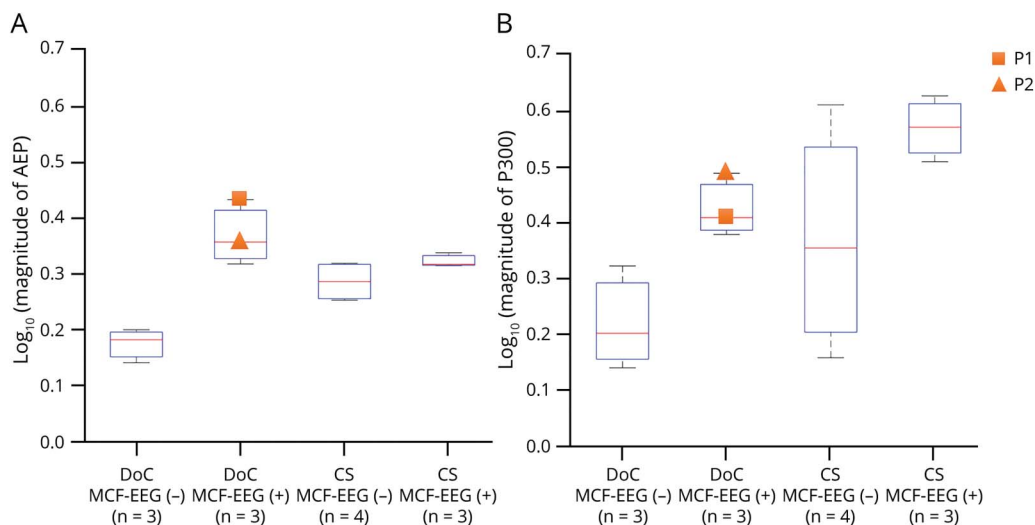 A
Log₁₀ (magnitude of AEP)
0.7
0.6
0.5
0.4
0.3
0.2
0.1
0.0
DoC
MCF-EEG (–)
(n = 3)
DoC
MCF-EEG (+)
(n = 3)
CS
MCF-EEG (–)
(n = 4)
CS
MCF-EEG (+)
(n = 3)
B
Log₁₀ (magnitude of P300)
0.7
0.6
0.5
0.4
0.3
0.2
0.1
0.0
DoC
MCF-EEG (–)
(n = 3)
DoC
MCF-EEG (+)
(n = 3)
CS
MCF-EEG (–)
(n = 4)
CS
MCF-EEG (+)
(n = 3)
P1
P2